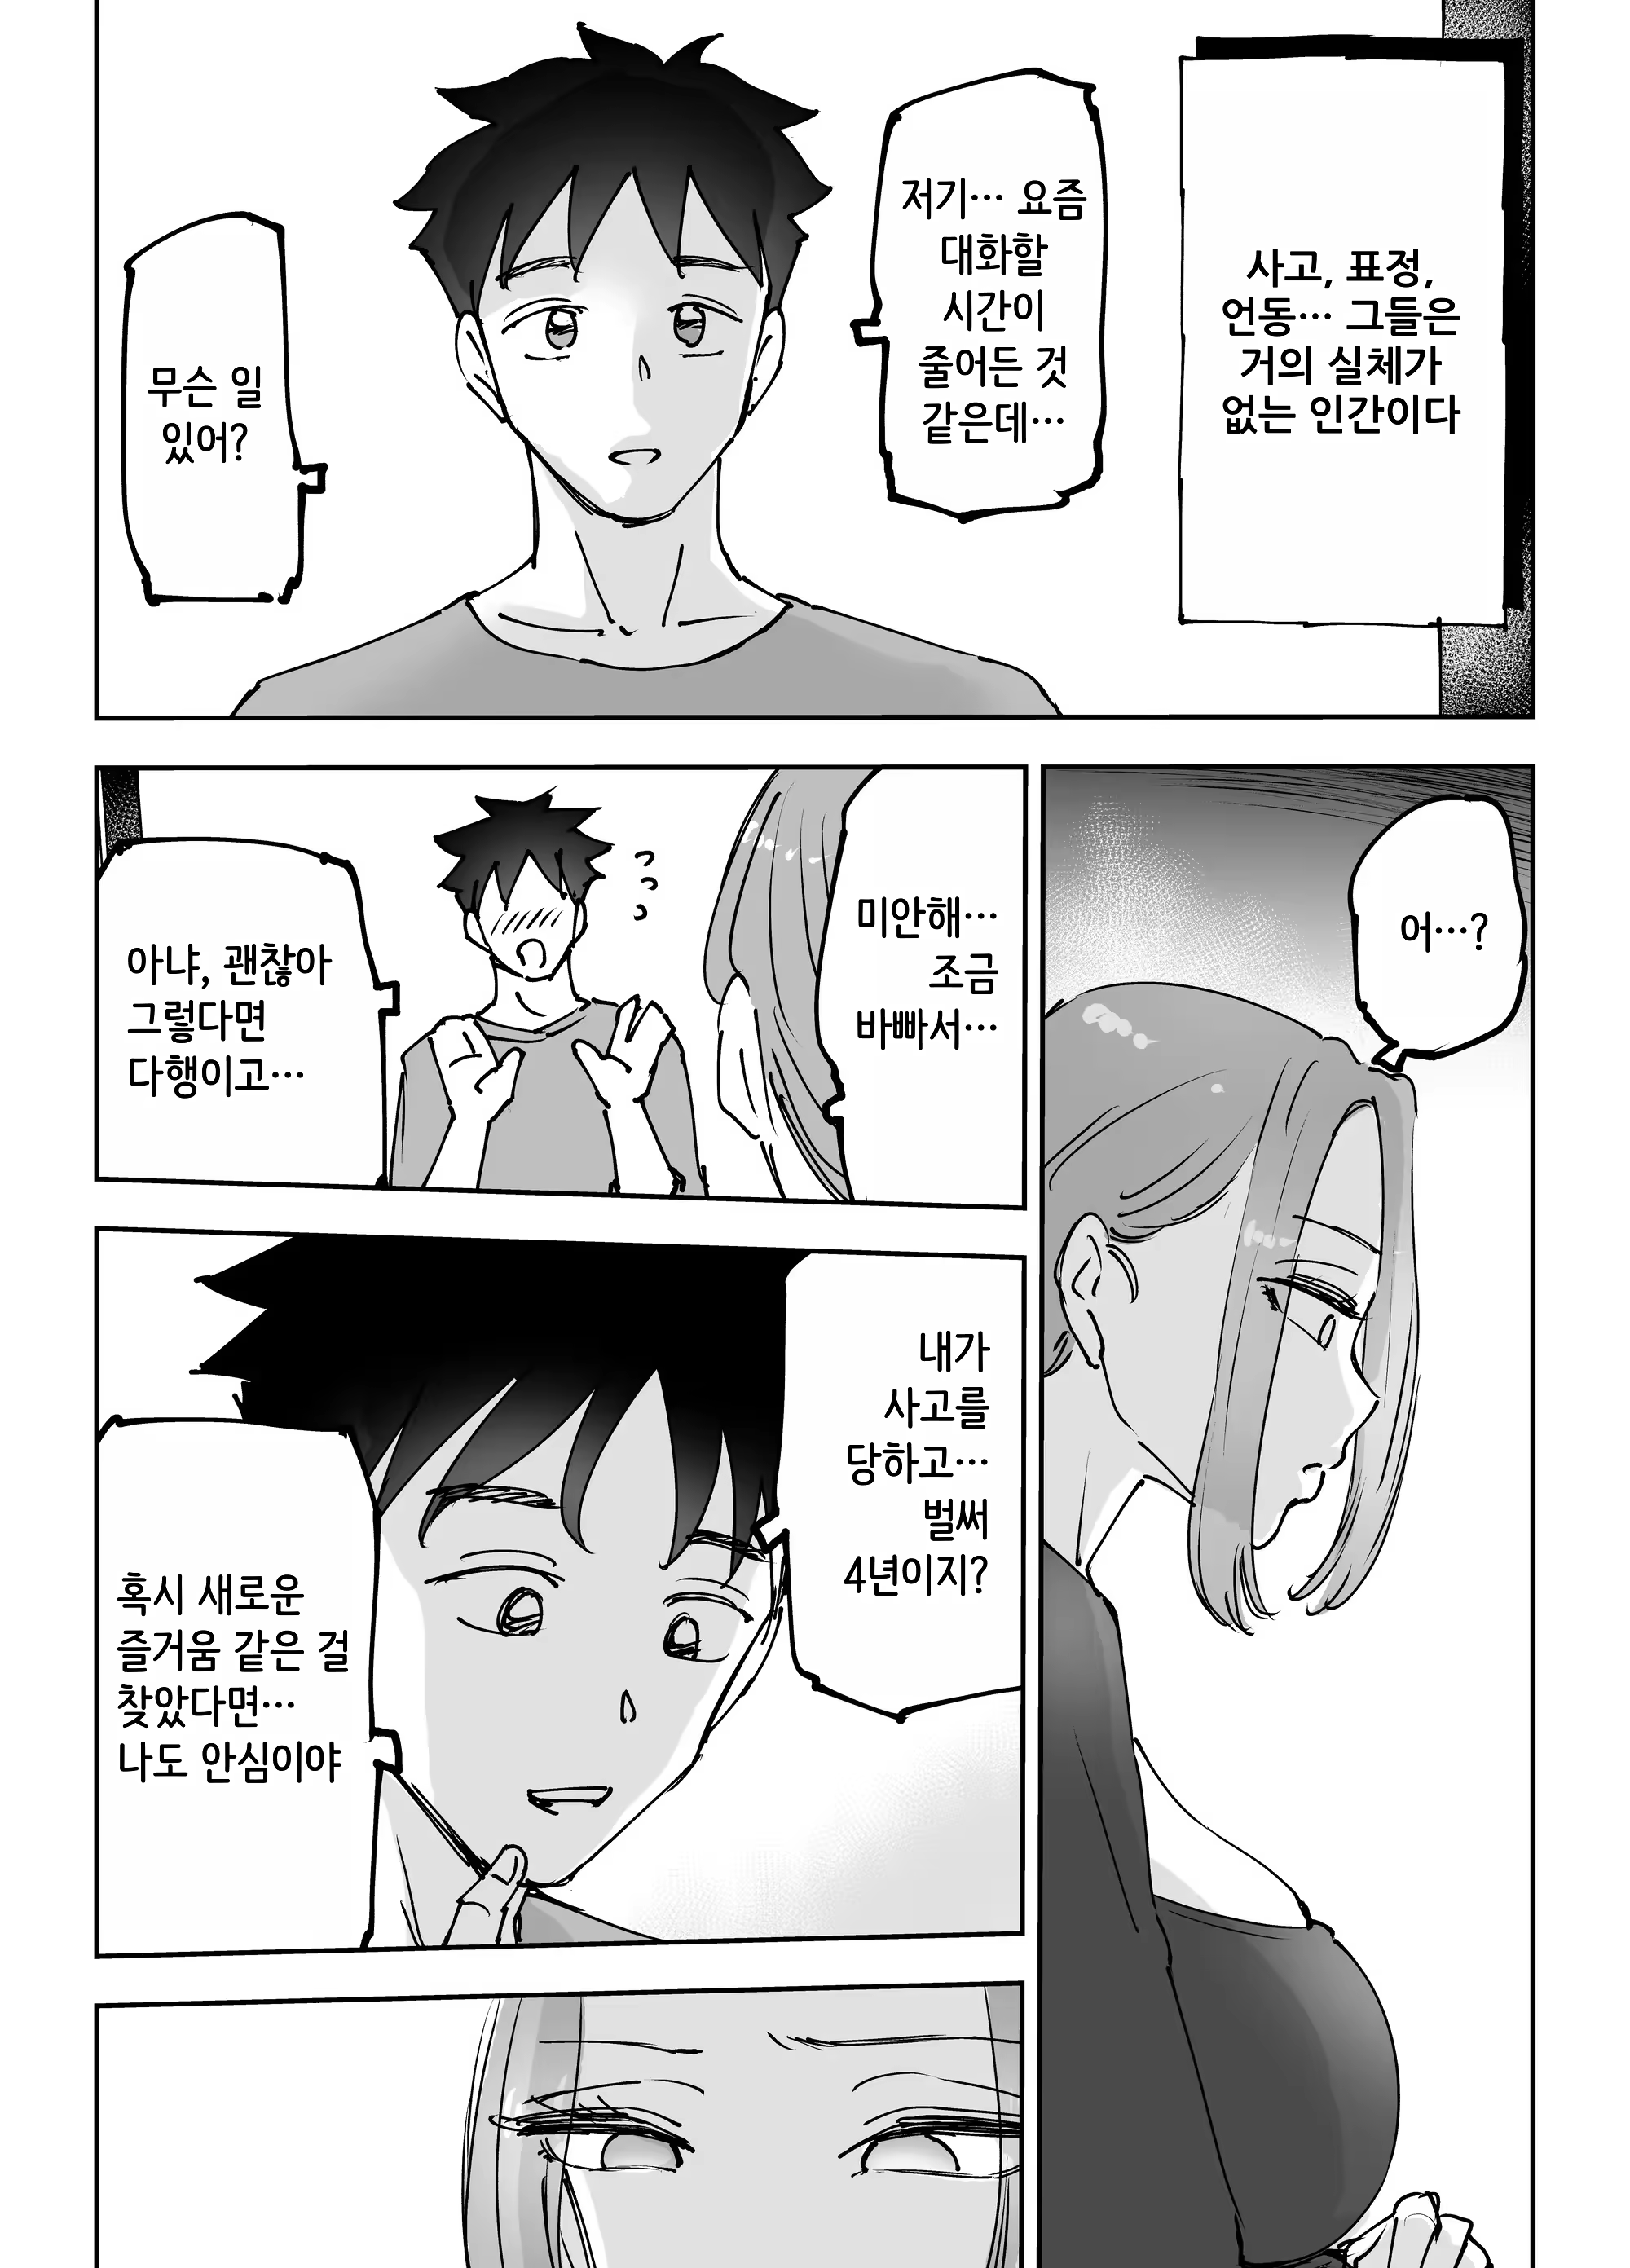 사고, 표정,
언동… 그들은
거의 실체가
없는 인간이다
저기… 요즘
대화할
시간이
줄어든 것
같은데…
무슨 일
있어?
어…?
미안해…
조금
바빠서…
아냐, 괜찮아
그렇다면
다행이고…
내가
사고를
당하고…
벌써
4년이지?
혹시 새로운
즐거움 같은 걸
찾았다면…
나도 안심이야